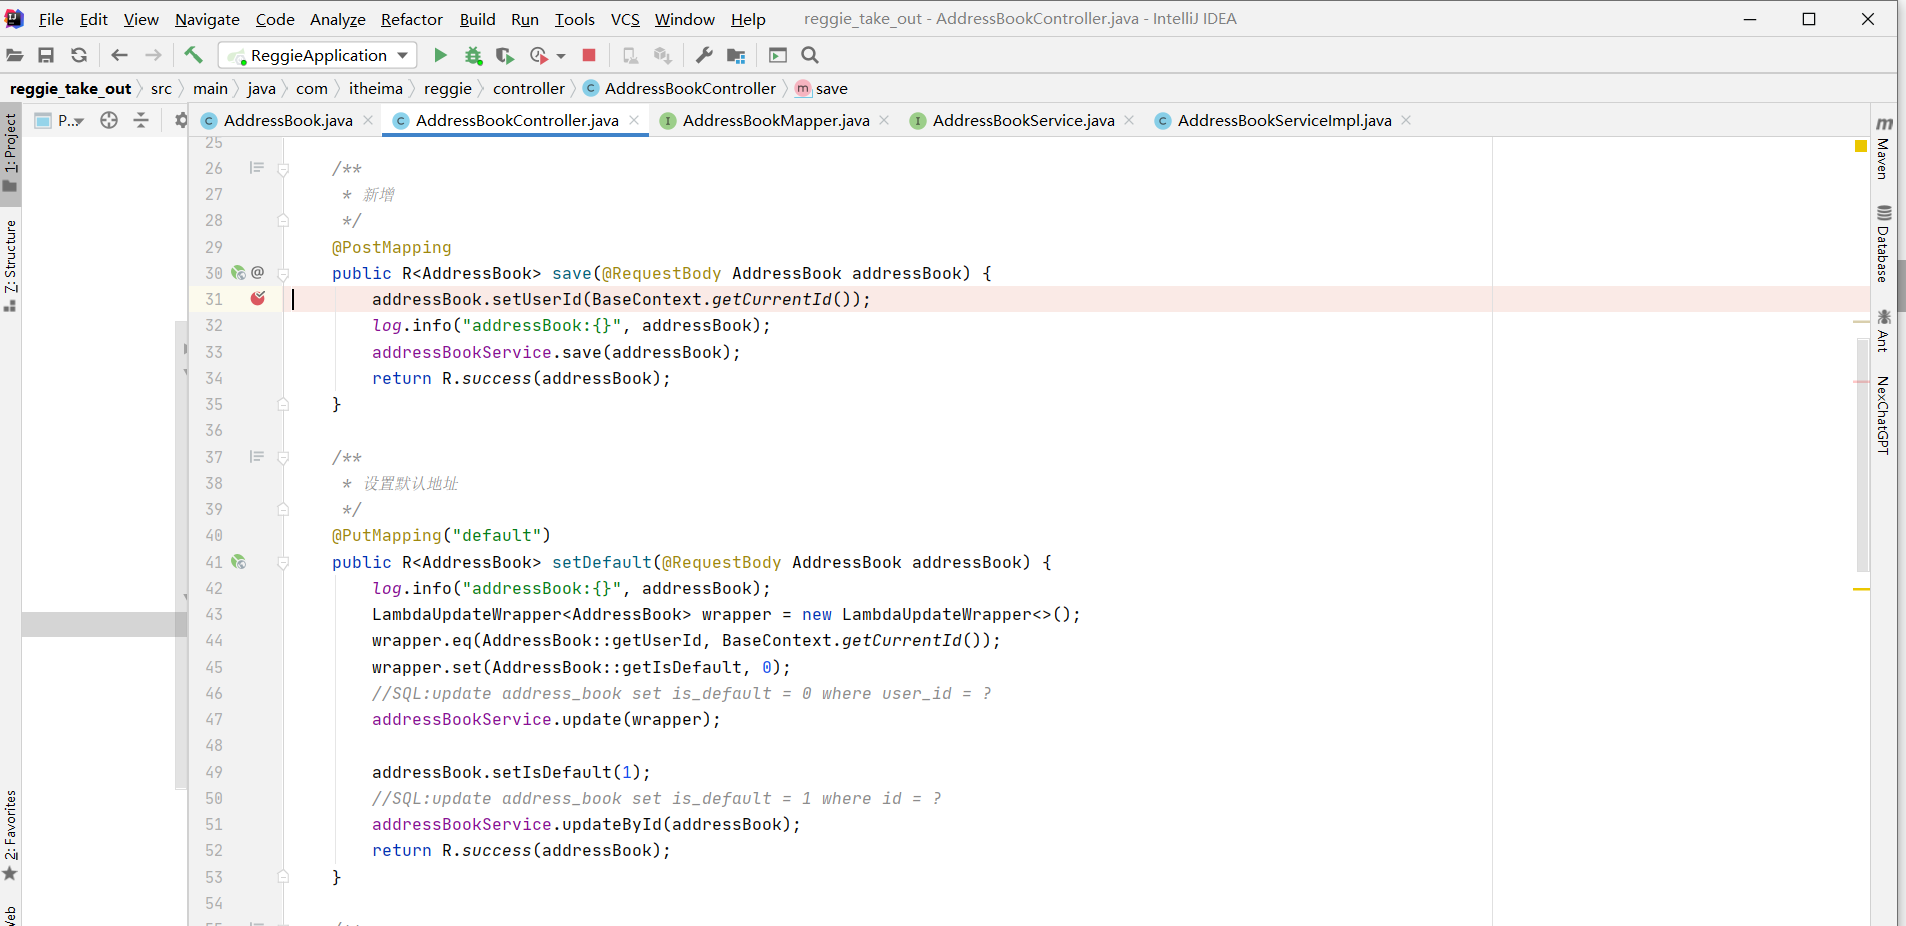 File Edit View Navigate Code Analyze Refactor Build Run Tools VCS Window Help reggie_take_out - AddressBookController.java - IntelliJ IDEA
ReggieApplication
reggie_take_out src main java com itheima reggie controller AddressBookController save
P... AddressBook.java AddressBookController.java AddressBookMapper.java AddressBookService.java AddressBookServiceImpl.java
1: Project
7: Structure
2: Favorites
25
26 /**
27 * 新增
28 */
29 @PostMapping
30 @ public R<AddressBook> save(@RequestBody AddressBook addressBook) {
31 addressBook.setUserId(BaseContext.getCurrentId());
32 log.info("addressBook:{}", addressBook);
33 addressBookService.save(addressBook);
34 return R.success(addressBook);
35 }
36
37 /**
38 * 设置默认地址
39 */
40 @PutMapping("default")
41 public R<AddressBook> setDefault(@RequestBody AddressBook addressBook) {
42 log.info("addressBook:{}", addressBook);
43 LambdaUpdateWrapper<AddressBook> wrapper = new LambdaUpdateWrapper<>();
44 wrapper.eq(AddressBook::getUserId, BaseContext.getCurrentId());
45 wrapper.set(AddressBook::getIsDefault, 0);
46 //SQL:update address_book set is_default = 0 where user_id = ?
47 addressBookService.update(wrapper);
48
49 addressBook.setIsDefault(1);
50 //SQL:update address_book set is_default = 1 where id = ?
51 addressBookService.updateById(addressBook);
52 return R.success(addressBook);
53 }
54
Maven
Database
Ant
NexChatGPT